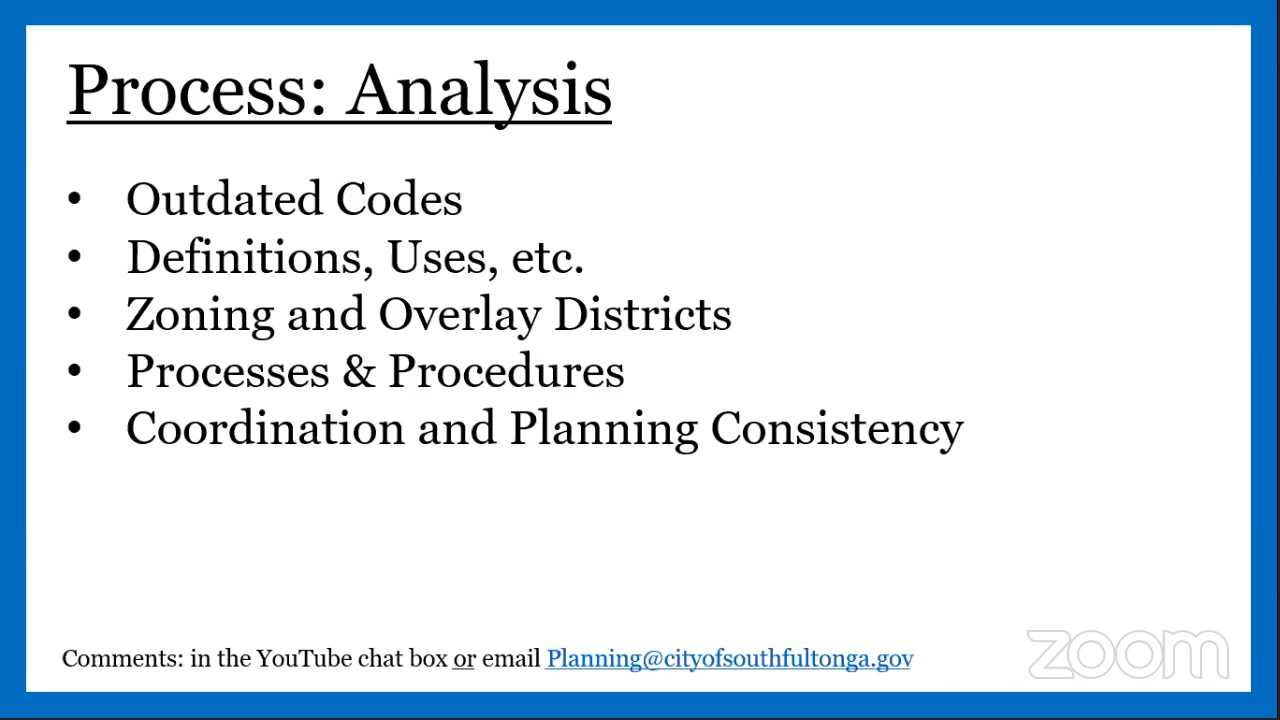 Process: Analysis
• Outdated Codes
• Definitions, Uses, etc.
• Zoning and Overlay Districts
• Processes & Procedures
• Coordination and Planning Consistency
Comments: in the YouTube chat box or email Planning@cityofsouthfultonga.gov
zoom